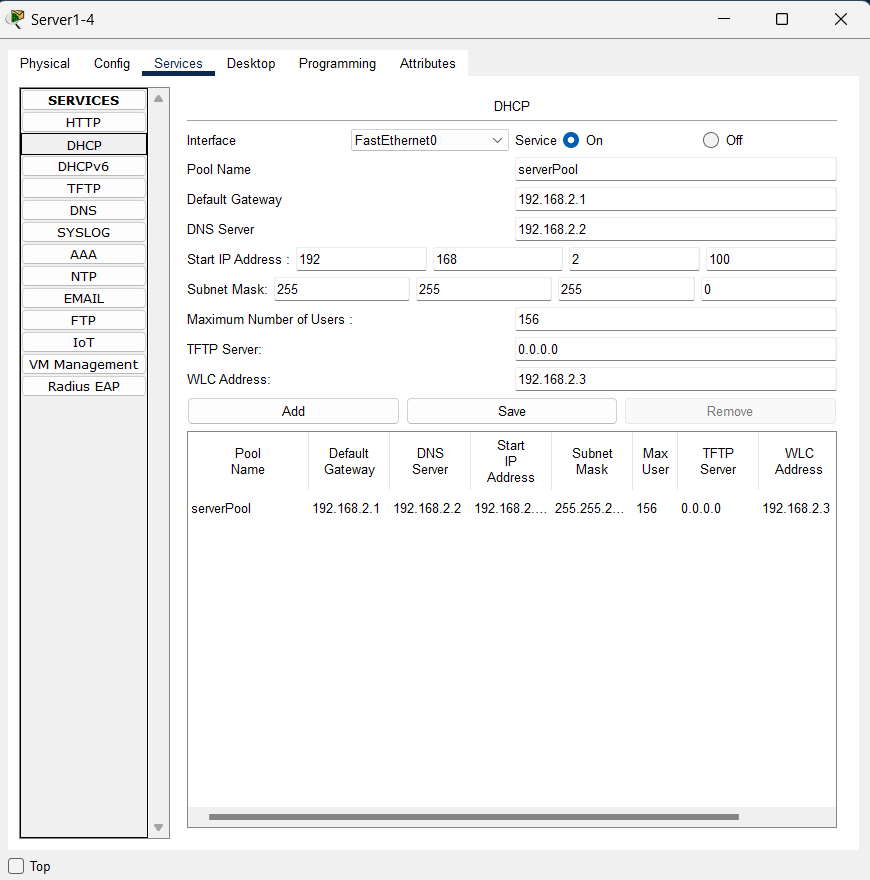 Server1-4
Physical Config Services Desktop Programming Attributes
SERVICES
HTTP
DHCP
DHCPv6
TFTP
DNS
SYSLOG
AAA
NTP
EMAIL
FTP
IoT
VM Management
Radius EAP
DHCP
Interface FastEthernet0 Service On Off
Pool Name serverPool
Default Gateway 192.168.2.1
DNS Server 192.168.2.2
Start IP Address : 192 168 2 100
Subnet Mask: 255 255 255 0
Maximum Number of Users : 156
TFTP Server: 0.0.0.0
WLC Address: 192.168.2.3
Add Save Remove
Pool Name Default Gateway DNS Server Start IP Address Subnet Mask Max User TFTP Server WLC Address
serverPool 192.168.2.1 192.168.2.2 192.168.2.... 255.255.2... 156 0.0.0.0 192.168.2.3
Top